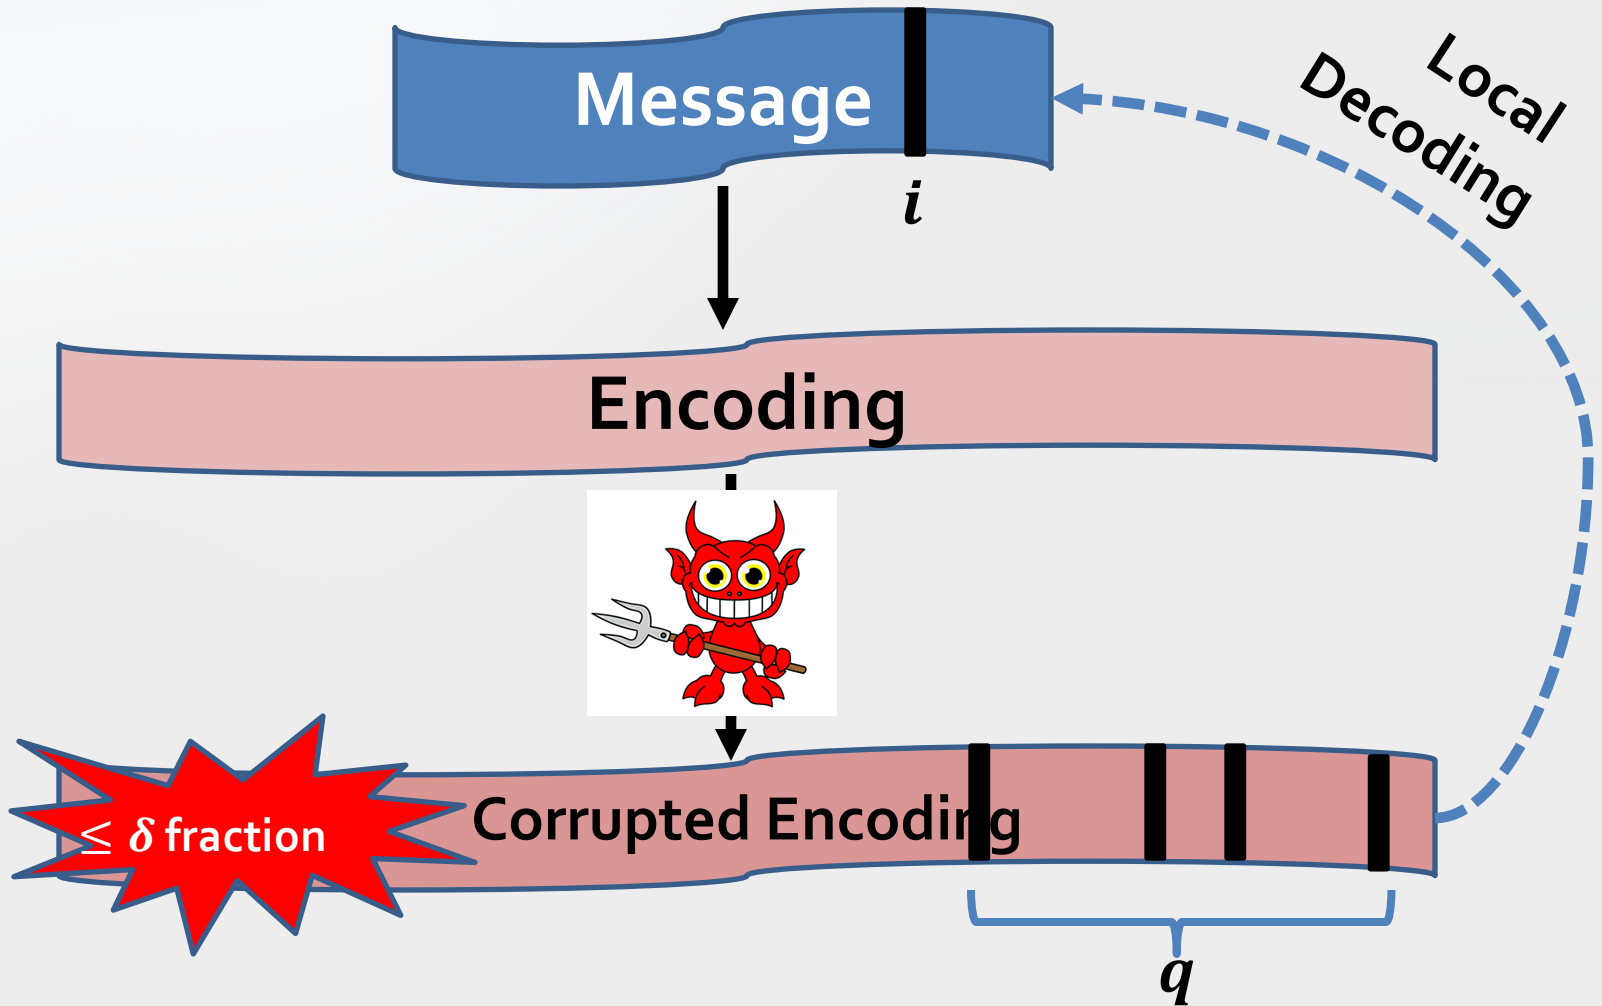 Message
i
Local
Decoding
Encoding
≤ δ fraction
Corrupted Encoding
q